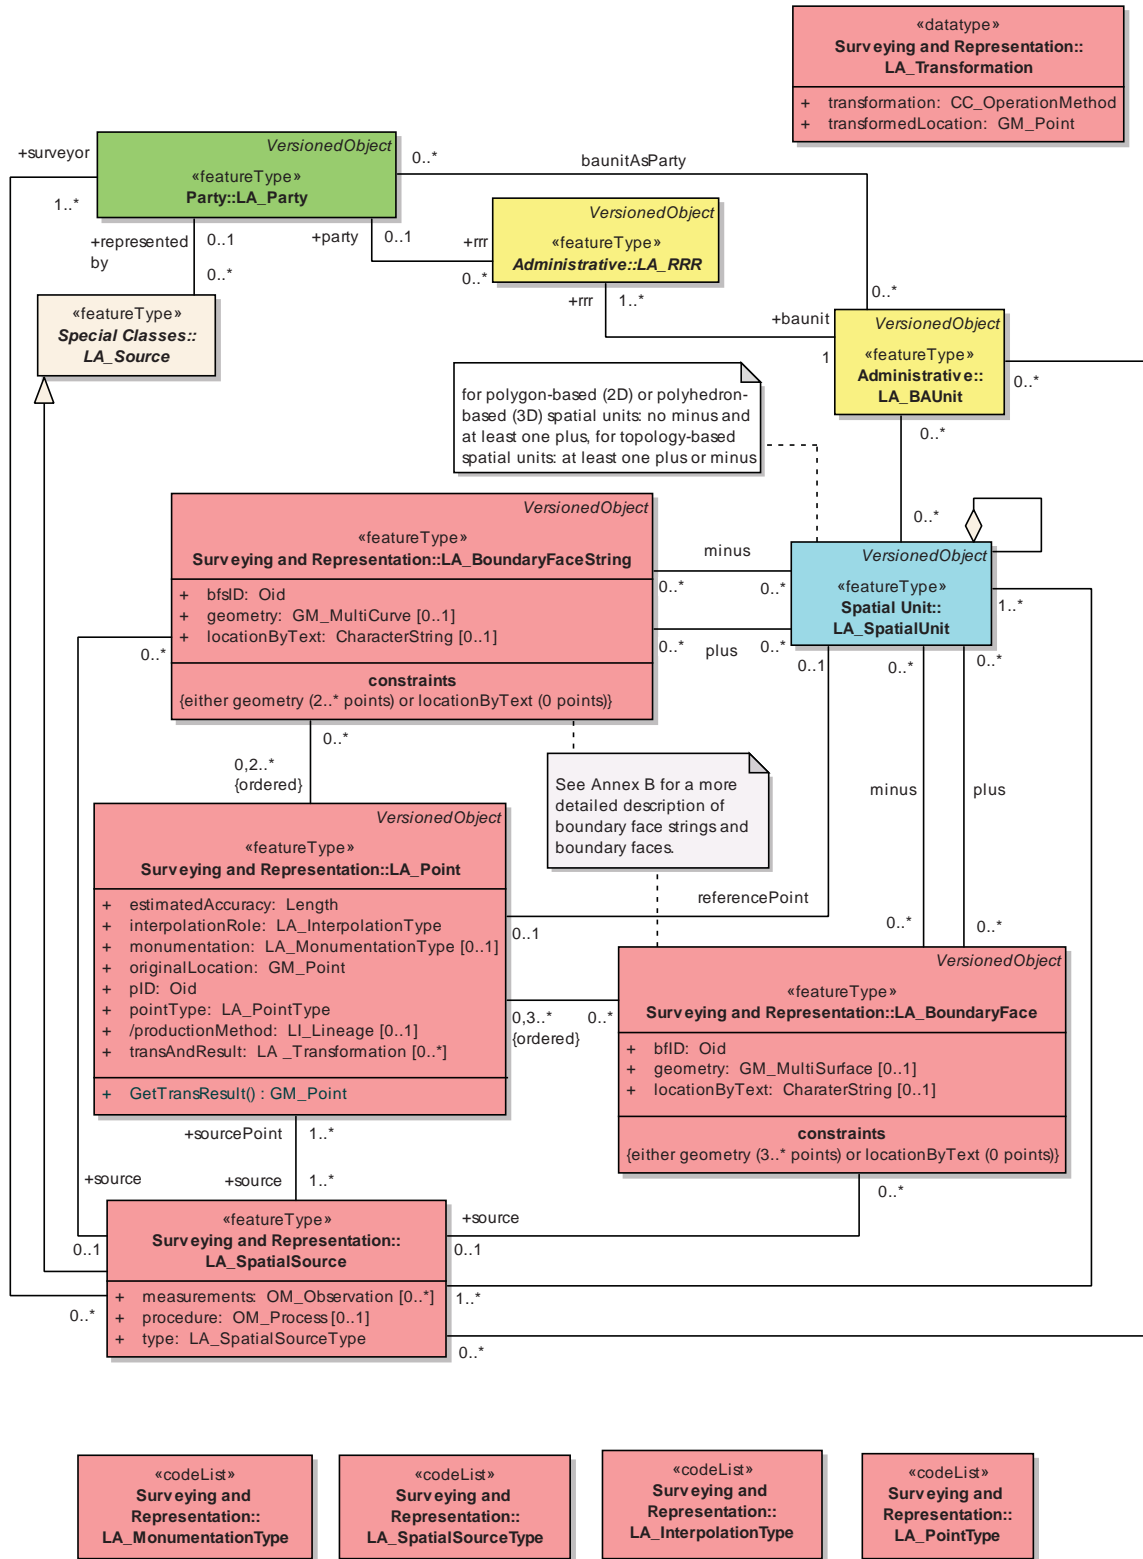 «datatype»
Surveying and Representation::
LA_Transformation
+ transformation: CC_OperationMethod
+ transformedLocation: GM_Point
VersionedObject
«featureType»
Party::LA_Party
+surveyor
1..*
0..*
baunitAsParty
+represented
by
0..1
0..*
+party
0..1
+rrr
0..*
VersionedObject
«featureType»
Administrative::LA_RRR
+rrr
1..*
«featureType»
Special Classes::
LA_Source
0..*
+baunit
1
VersionedObject
«featureType»
Administrative::
LA_BAUnit
0..*
0..*
for polygon-based (2D) or polyhedron-
based (3D) spatial units: no minus and
at least one plus, for topology-based
spatial units: at least one plus or minus
VersionedObject
«featureType»
Surveying and Representation::LA_BoundaryFaceString
+ bfsID: Oid
+ geometry: GM_MultiCurve [0..1]
+ locationByText: CharacterString [0..1]
constraints
{either geometry (2..* points) or locationByText (0 points)}
minus
0..*
0..*
0..*
plus
0..*
0..*
VersionedObject
«featureType»
Spatial Unit::
LA_SpatialUnit
1..*
0..1
0..*
0..*
0..*
0..*
0,2..*
{ordered}
See Annex B for a more
detailed description of
boundary face strings and
boundary faces.
minus
plus
VersionedObject
«featureType»
Surveying and Representation::LA_Point
+ estimatedAccuracy: Length
+ interpolationRole: LA_InterpolationType
+ monumentation: LA_MonumentationType [0..1]
+ originalLocation: GM_Point
+ pID: Oid
+ pointType: LA_PointType
+ /productionMethod: LI_Lineage [0..1]
+ transAndResult: LA _Transformation [0..*]
+ GetTransResult() : GM_Point
referencePoint
0..1
0..*
0..*
0,3..*
{ordered}
0..*
VersionedObject
«featureType»
Surveying and Representation::LA_BoundaryFace
+ bfID: Oid
+ geometry: GM_MultiSurface [0..1]
+ locationByText: CharaterString [0..1]
constraints
{either geometry (3..* points) or locationByText (0 points)}
+sourcePoint
1..*
+source
+source
1..*
0..*
+source
0..1
0..1
«featureType»
Surveying and Representation::
LA_SpatialSource
+ measurements: OM_Observation [0..*]
+ procedure: OM_Process [0..1]
+ type: LA_SpatialSourceType
0..*
1..*
0..*
«codeList»
Surveying and
Representation::
LA_MonumentationType
«codeList»
Surveying and
Representation::
LA_SpatialSourceType
«codeList»
Surveying and
Representation::
LA_InterpolationType
«codeList»
Surveying and
Representation::
LA_PointType